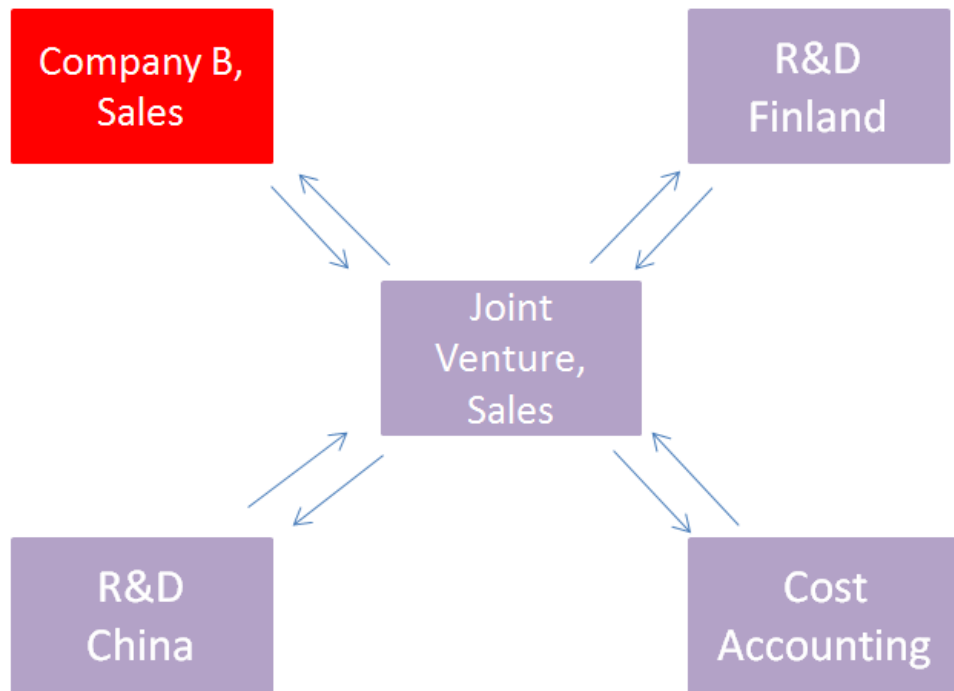 Company B,
Sales
R&D
Finland
Joint
Venture,
Sales
R&D
China
Cost
Accounting